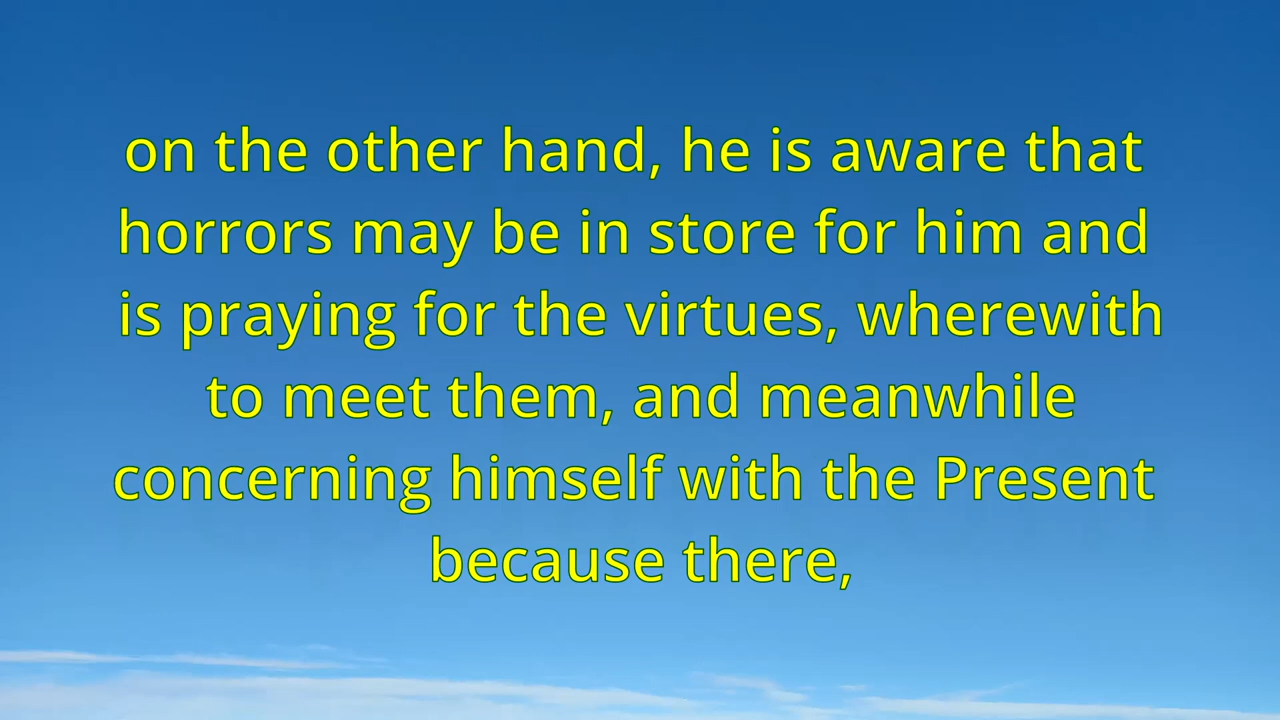 on the other hand, he is aware that
horrors may be in store for him and
is praying for the virtues, wherewith
to meet them, and meanwhile
concerning himself with the Present
because there,